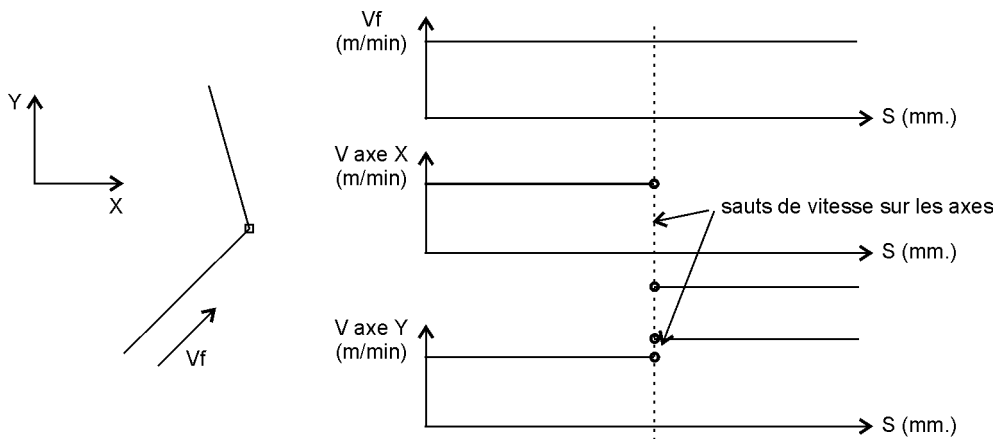 Y
X
Vf
Vf
(m/min)
S (mm.)
V axe X
(m/min)
sauts de vitesse sur les axes
S (mm.)
V axe Y
(m/min)
S (mm.)